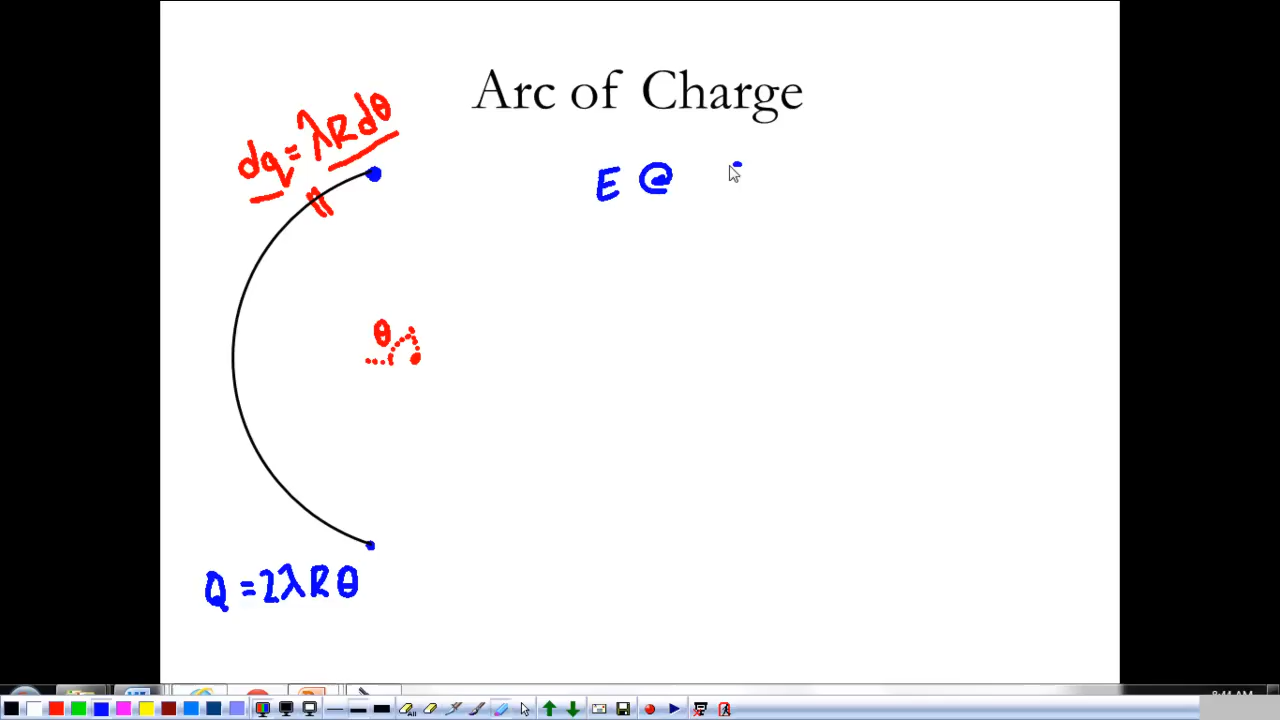 Arc of Charge
dq = λRdθ
E @
θ
Q = 2λRθ